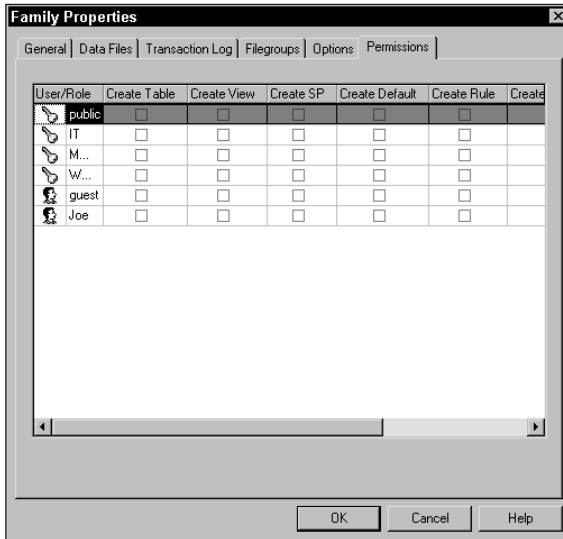 Family Properties
General Data Files Transaction Log Filegroups Options Permissions
User/Role Create Table Create View Create SP Create Default Create Rule Create
public
IT
M...
W...
guest
Joe
OK Cancel Help